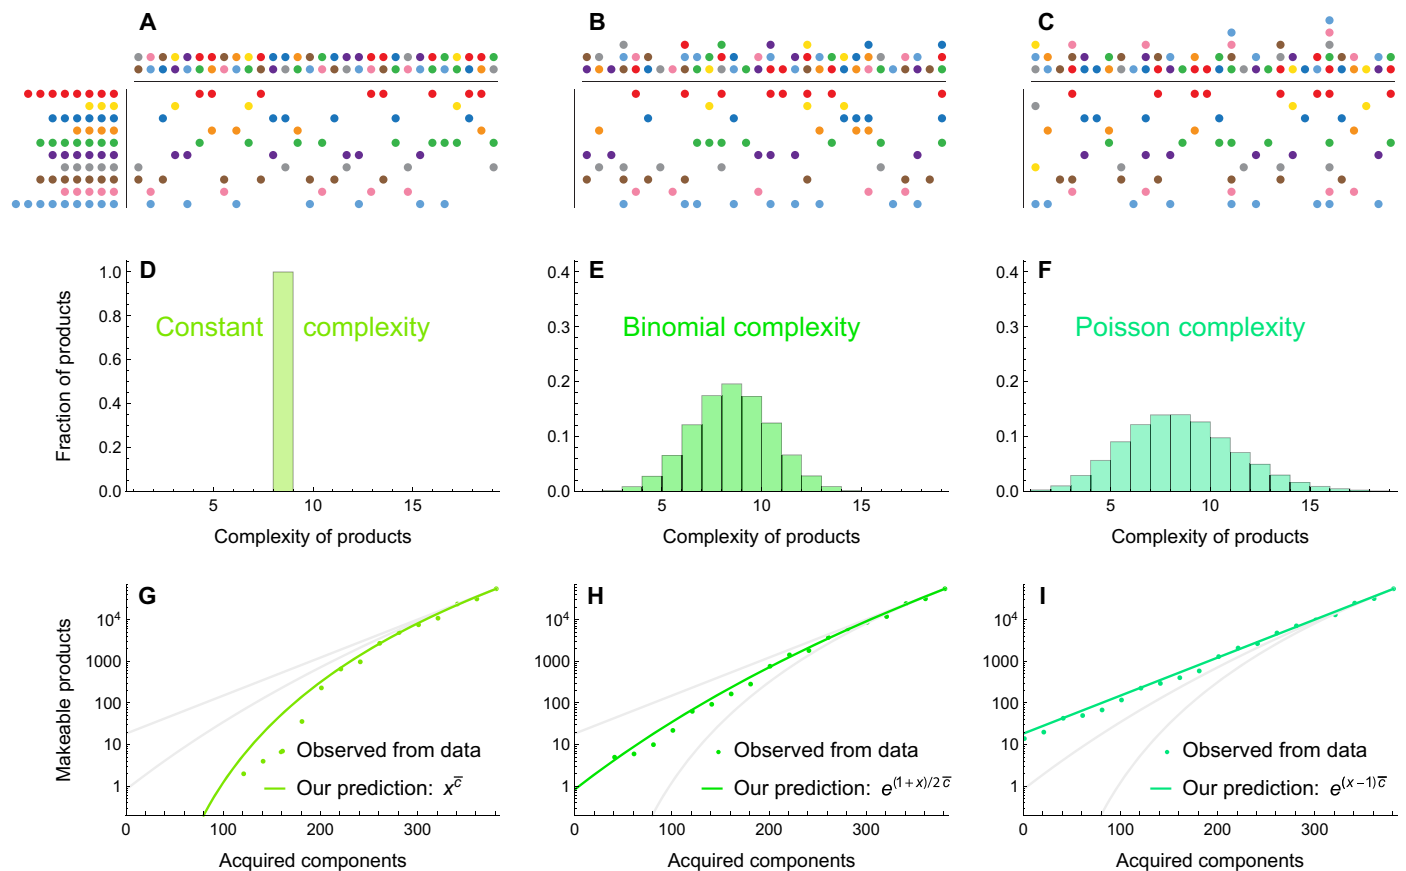 A
B
C
D
E
F
Fraction of products
1.0
0.8
0.6
0.4
0.2
0.0
Constant complexity
5 10 15
Complexity of products
0.4
0.3
0.2
0.1
0.0
Binomial complexity
5 10 15
Complexity of products
0.4
0.3
0.2
0.1
0.0
Poisson complexity
5 10 15
Complexity of products
G
H
I
Makeable products
10⁴
1000
100
10
1
Observed from data
Our prediction: x^c̅
0 100 200 300
Acquired components
10⁴
1000
100
10
1
Observed from data
Our prediction: e^(1+x)/2 c̅
0 100 200 300
Acquired components
10⁴
1000
100
10
1
Observed from data
Our prediction: e^(x−1) c̅
0 100 200 300
Acquired components